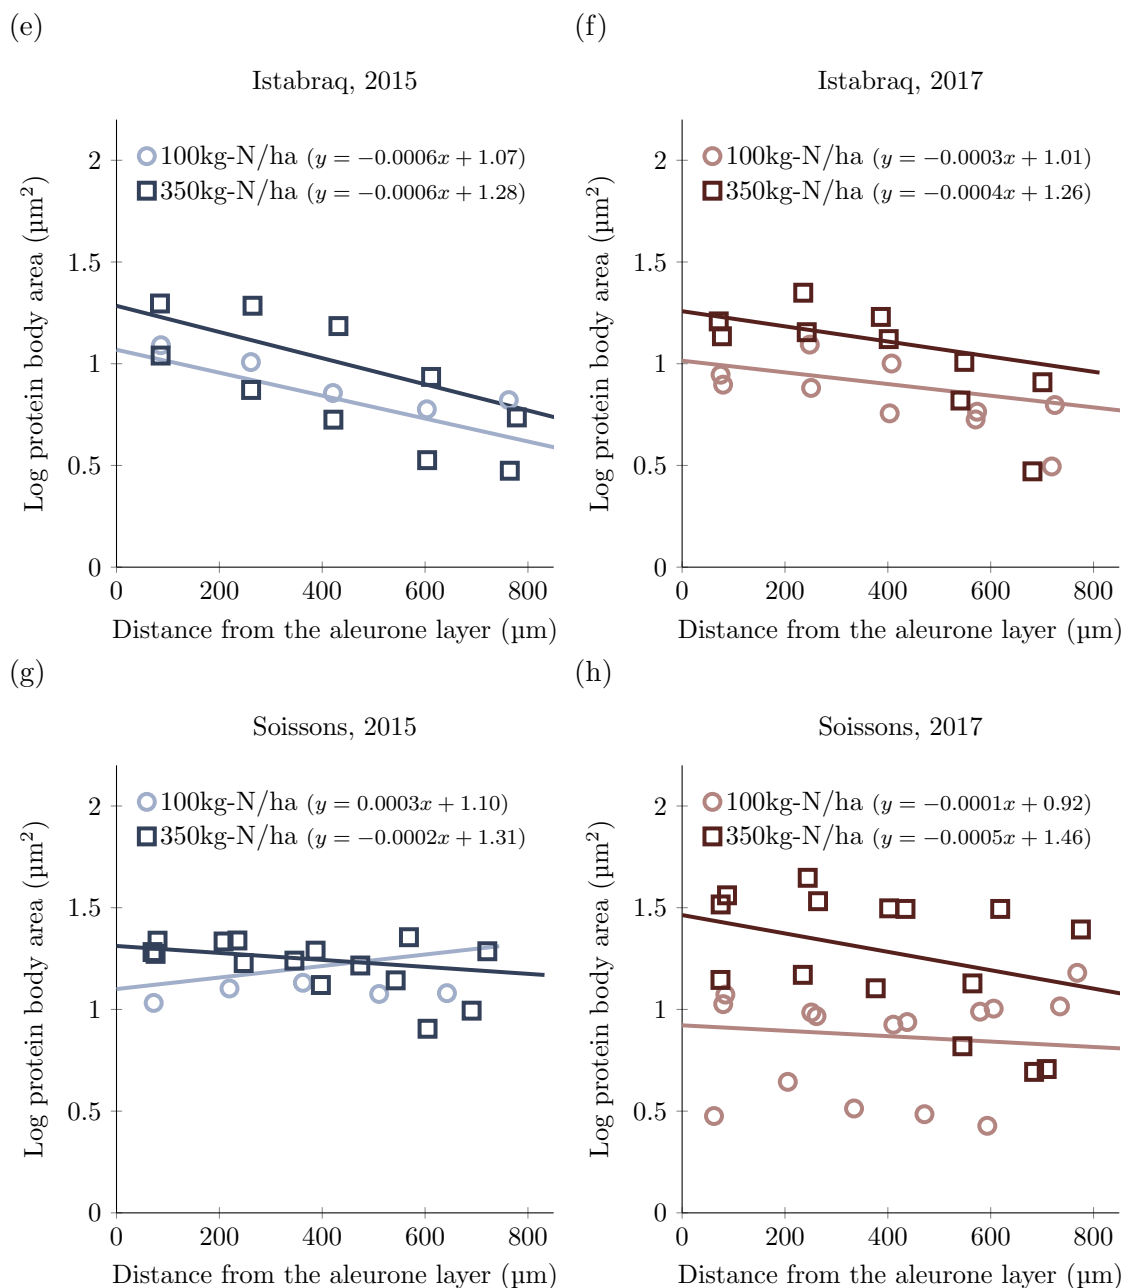 (e)
Istabraq, 2015
100kg-N/ha (y = −0.0006x + 1.07)
350kg-N/ha (y = −0.0006x + 1.28)
Log protein body area (µm²)
2
1.5
1
0.5
0
0 200 400 600 800
Distance from the aleurone layer (µm)
(f)
Istabraq, 2017
100kg-N/ha (y = −0.0003x + 1.01)
350kg-N/ha (y = −0.0004x + 1.26)
Log protein body area (µm²)
2
1.5
1
0.5
0
0 200 400 600 800
Distance from the aleurone layer (µm)
(g)
Soissons, 2015
100kg-N/ha (y = 0.0003x + 1.10)
350kg-N/ha (y = −0.0002x + 1.31)
Log protein body area (µm²)
2
1.5
1
0.5
0
0 200 400 600 800
Distance from the aleurone layer (µm)
(h)
Soissons, 2017
100kg-N/ha (y = −0.0001x + 0.92)
350kg-N/ha (y = −0.0005x + 1.46)
Log protein body area (µm²)
2
1.5
1
0.5
0
0 200 400 600 800
Distance from the aleurone layer (µm)